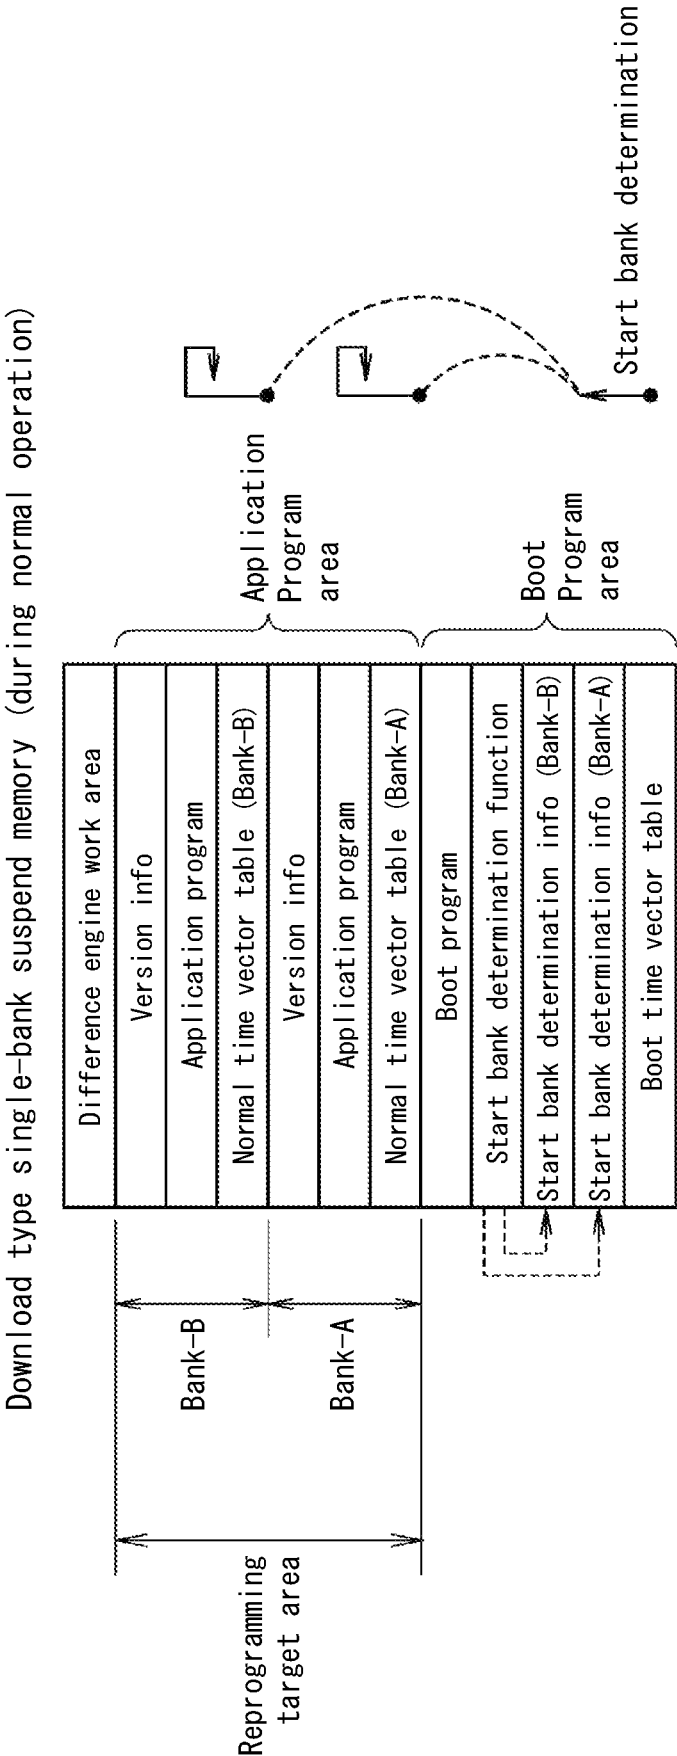 Download type single-bank suspend memory (during normal operation)
Reprogramming
target area
Bank-B
Bank-A
Difference engine work area
Version info
Application program
Normal time vector table (Bank-B)
Version info
Application program
Normal time vector table (Bank-A)
Boot program
Start bank determination function
Start bank determination info (Bank-B)
Start bank determination info (Bank-A)
Boot time vector table
Application
Program
area
Boot
Program
area
Start bank determination